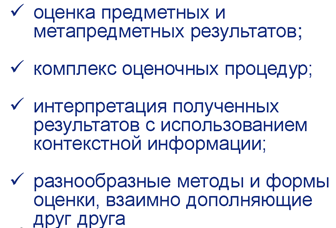 ✓ оценка предметных и
метапредметных результатов;
✓ комплекс оценочных процедур;
✓ интерпретация полученных
результатов с использованием
контекстной информации;
✓ разнообразные методы и формы
оценки, взаимно дополняющие
друг друга